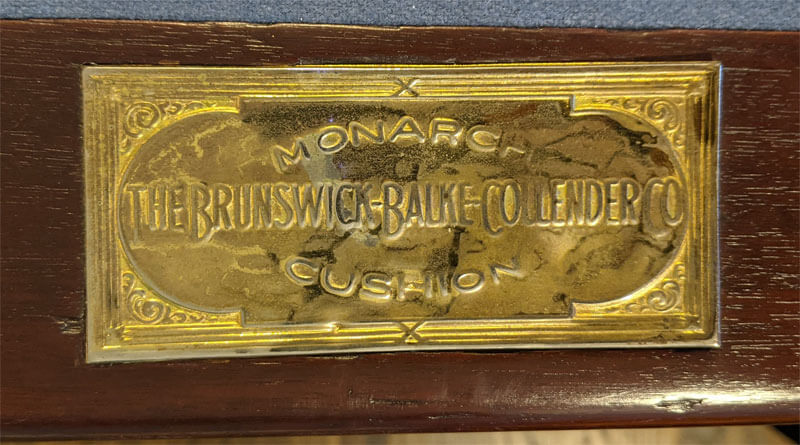 MONARCH
THE BRUNSWICK-BALKE-COLLENDER CO
CUSHION